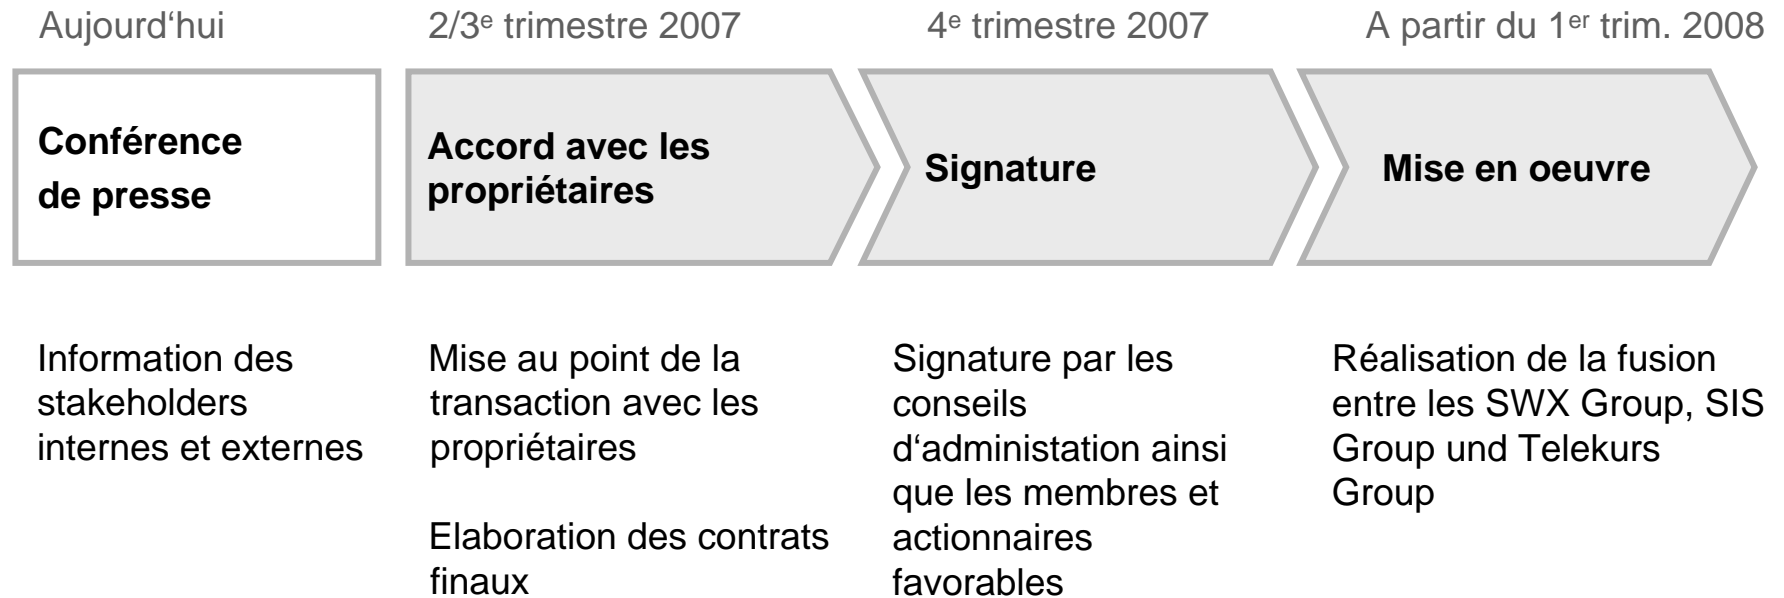 Aujourd‘hui
2/3e trimestre 2007
4e trimestre 2007
A partir du 1er trim. 2008
Conférence
de presse
Accord avec les
propriétaires
Signature
Mise en oeuvre
Information des
stakeholders
internes et externes
Mise au point de la
transaction avec les
propriétaires
Elaboration des contrats
finaux
Signature par les
conseils
d‘administation ainsi
que les membres et
actionnaires
favorables
Réalisation de la fusion
entre les SWX Group, SIS
Group und Telekurs
Group